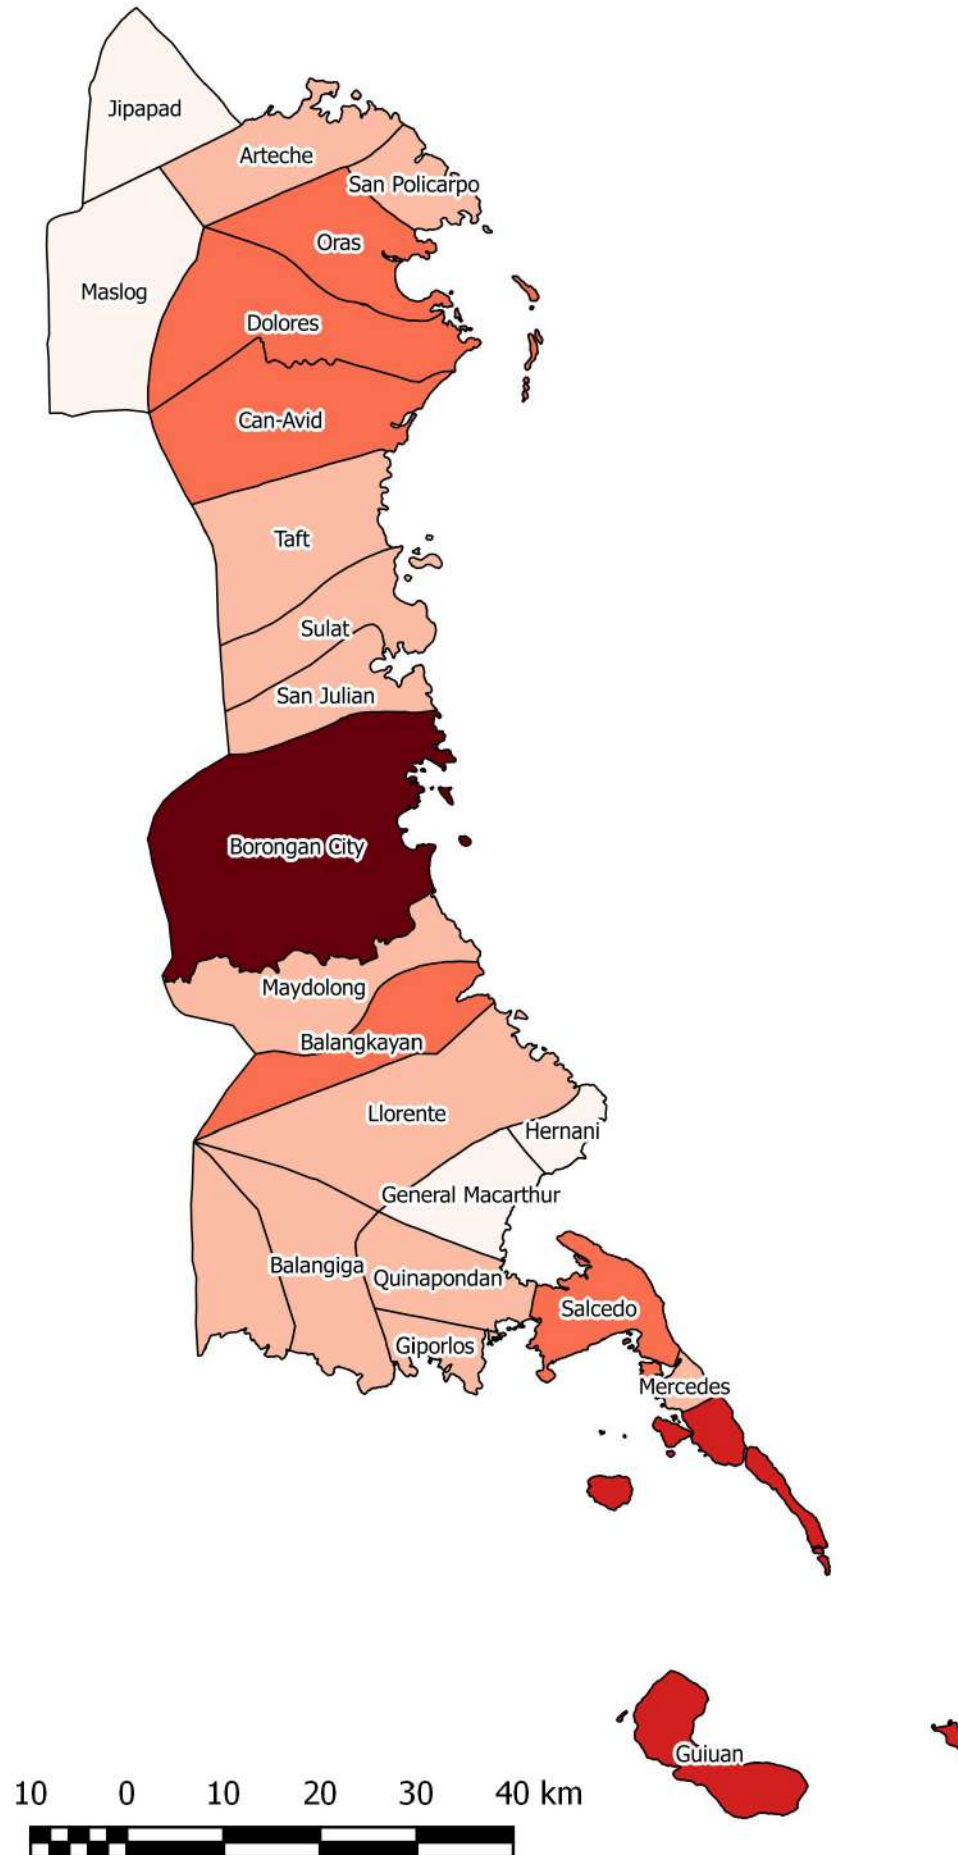 Jipapad
Arteche
San Policarpo
Oras
Maslog
Dolores
Can-Avid
Taft
Sulat
San Julian
Borongan City
Maydolong
Balangkayan
Llorente
Hernani
General Macarthur
Balangiga
Quinapondan
Salcedo
Giporlos
Mercedes
Guiuan
10 0 10 20 30 40 km